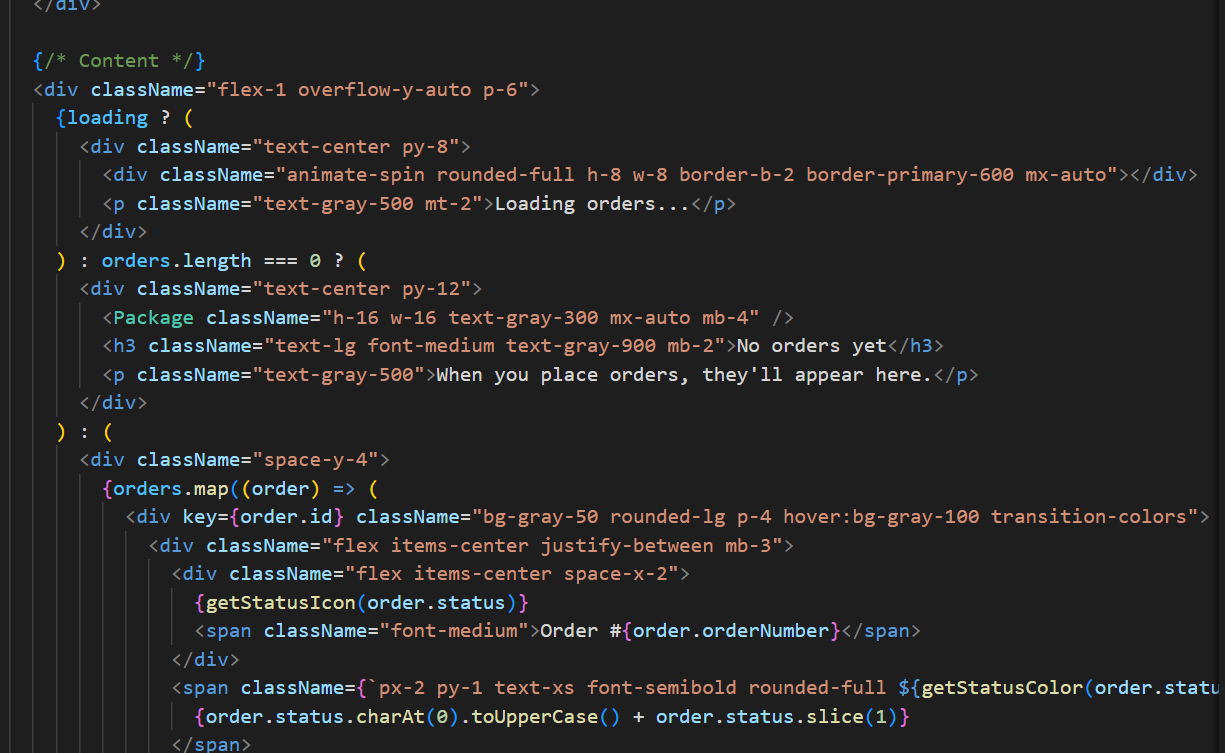 </div>
{/* Content */}
<div className="flex-1 overflow-y-auto p-6">
{loading ? (
<div className="text-center py-8">
<div className="animate-spin rounded-full h-8 w-8 border-b-2 border-primary-600 mx-auto"></div>
<p className="text-gray-500 mt-2">Loading orders...</p>
</div>
) : orders.length === 0 ? (
<div className="text-center py-12">
<Package className="h-16 w-16 text-gray-300 mx-auto mb-4" />
<h3 className="text-lg font-medium text-gray-900 mb-2">No orders yet</h3>
<p className="text-gray-500">When you place orders, they'll appear here.</p>
</div>
) : (
<div className="space-y-4">
{orders.map((order) => (
<div key={order.id} className="bg-gray-50 rounded-lg p-4 hover:bg-gray-100 transition-colors">
<div className="flex items-center justify-between mb-3">
<div className="flex items-center space-x-2">
{getStatusIcon(order.status)}
<span className="font-medium">Order #{order.orderNumber}</span>
</div>
<span className={`px-2 py-1 text-xs font-semibold rounded-full ${getStatusColor(order.statu
{order.status.charAt(0).toUpperCase() + order.status.slice(1)}
</span>